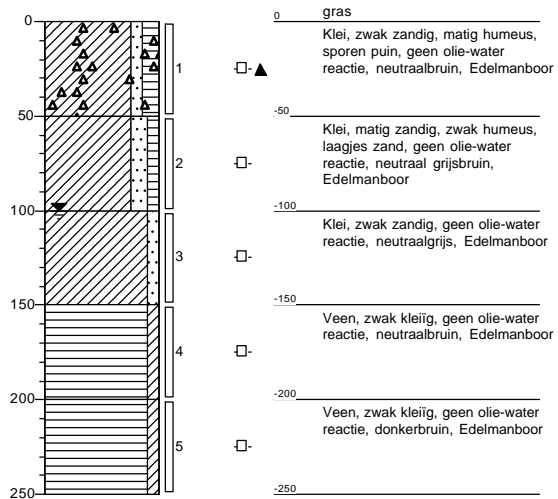 gras
0
0
Klei, zwak zandig, matig humeus,
sporen puin, geen olie-water
reactie, neutraalbruin, Edelmanboor
1
50
-50
Klei, matig zandig, zwak humeus,
laagjes zand, geen olie-water
reactie, neutraal grijsbruin,
Edelmanboor
2
100
-100
Klei, zwak zandig, geen olie-water
reactie, neutraalgrijs, Edelmanboor
3
150
-150
Veen, zwak kleiïg, geen olie-water
reactie, neutraalbruin, Edelmanboor
4
200
-200
Veen, zwak kleiïg, geen olie-water
reactie, donkerbruin, Edelmanboor
5
250
-250